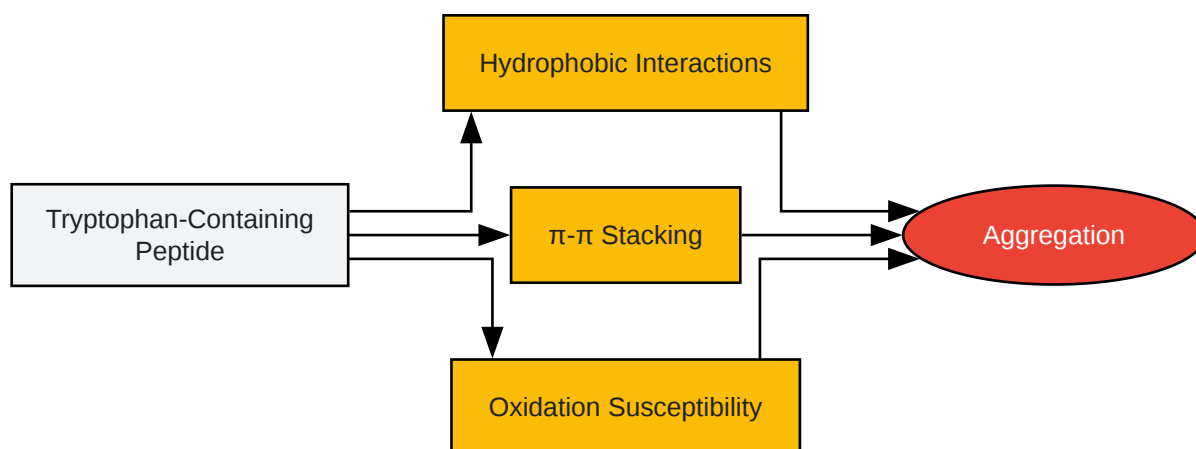 Hydrophobic Interactions
Tryptophan-Containing
Peptide
π-π Stacking
Aggregation
Oxidation Susceptibility